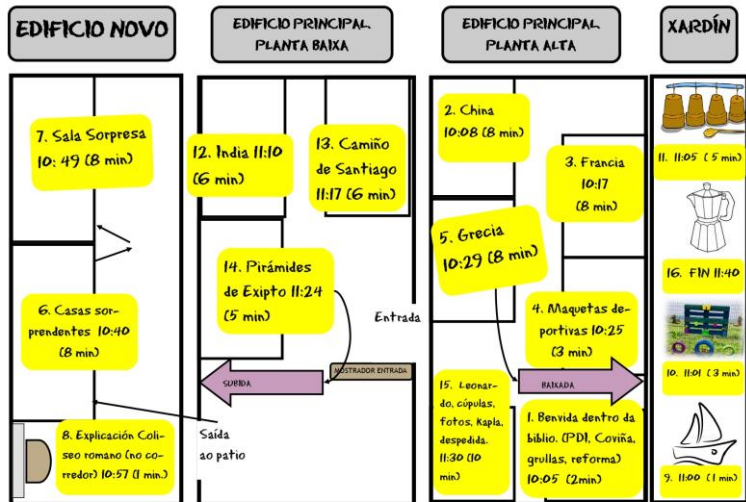 EDIFICIO NOVO
7. Sala Sorpresa
10: 49 (8 min)
6. Casas sor-
prendentes 10:40
(8 min)
8. Explicación Coli-
seo romano (no co-
rredor) 10:57 (1 min.)
EDIFICIO PRINCIPAL.
PLANTA BAIXA
12. India 11:10
(6 min)
13. Camiño
de Santiago
11:17 (6 min)
14. Pirámides
de Exipto 11:24
(5 min)
Entrada
MOSTRADOR ENTRADA
SUBIDA
Saída
ao patio
EDIFICIO PRINCIPAL
PLANTA ALTA
2. China
10:08 (8 min)
3. Francia
10:17
(8 min)
5. Grecia
10:29 (8 min)
4. Maquetas de-
portivas 10:25
(3 min)
BAIXADA
15. Leonar-
do, cúpulas,
fotos, Kapla,
despedida.
11:30 (10
min)
1. Benvida dentro da
biblio. (PDI, Coviña,
grullas, reforma)
10:05 (2min)
XARDÍN
11. 11:05 ( 5 min)
16. FIN 11:40
10. 11:01 ( 3 min)
9. 11:00 ( 1 min)